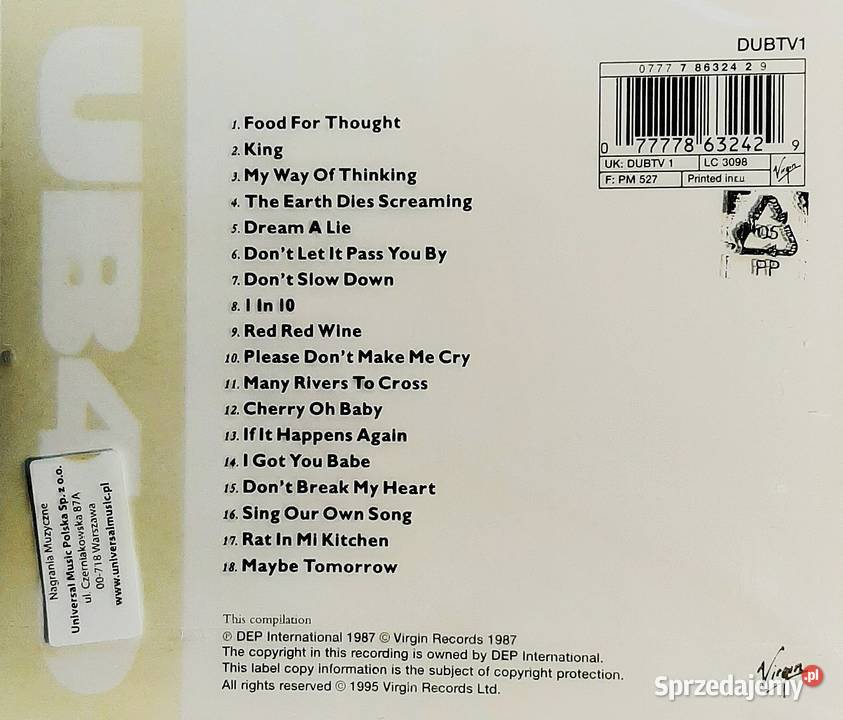 UB40
DUBTV1
0777 7 86324 2 9
0 77778 63242 9
UK: DUBTV 1
LC 3098
Virgin
F: PM 527
Printed in E.U
05
PP
1. Food For Thought
2. King
3. My Way Of Thinking
4. The Earth Dies Screaming
5. Dream A Lie
6. Don't Let It Pass You By
7. Don't Slow Down
8. 1 In 10
9. Red Red Wine
10. Please Don't Make Me Cry
11. Many Rivers To Cross
12. Cherry Oh Baby
13. If It Happens Again
14. I Got You Babe
15. Don't Break My Heart
16. Sing Our Own Song
17. Rat In Mi Kitchen
18. Maybe Tomorrow
Nagrania Muzyczne
Universal Music Polska Sp. z o.o.
ul. Czerniakowska 87A
00-718 Warszawa
www.universalmusic.pl
This compilation
℗ DEP International 1987 © Virgin Records 1987
The copyright in this recording is owned by DEP International.
This label copy information is the subject of copyright protection.
All rights reserved © 1995 Virgin Records Ltd.
Virgin
Sprzedajemy.pl